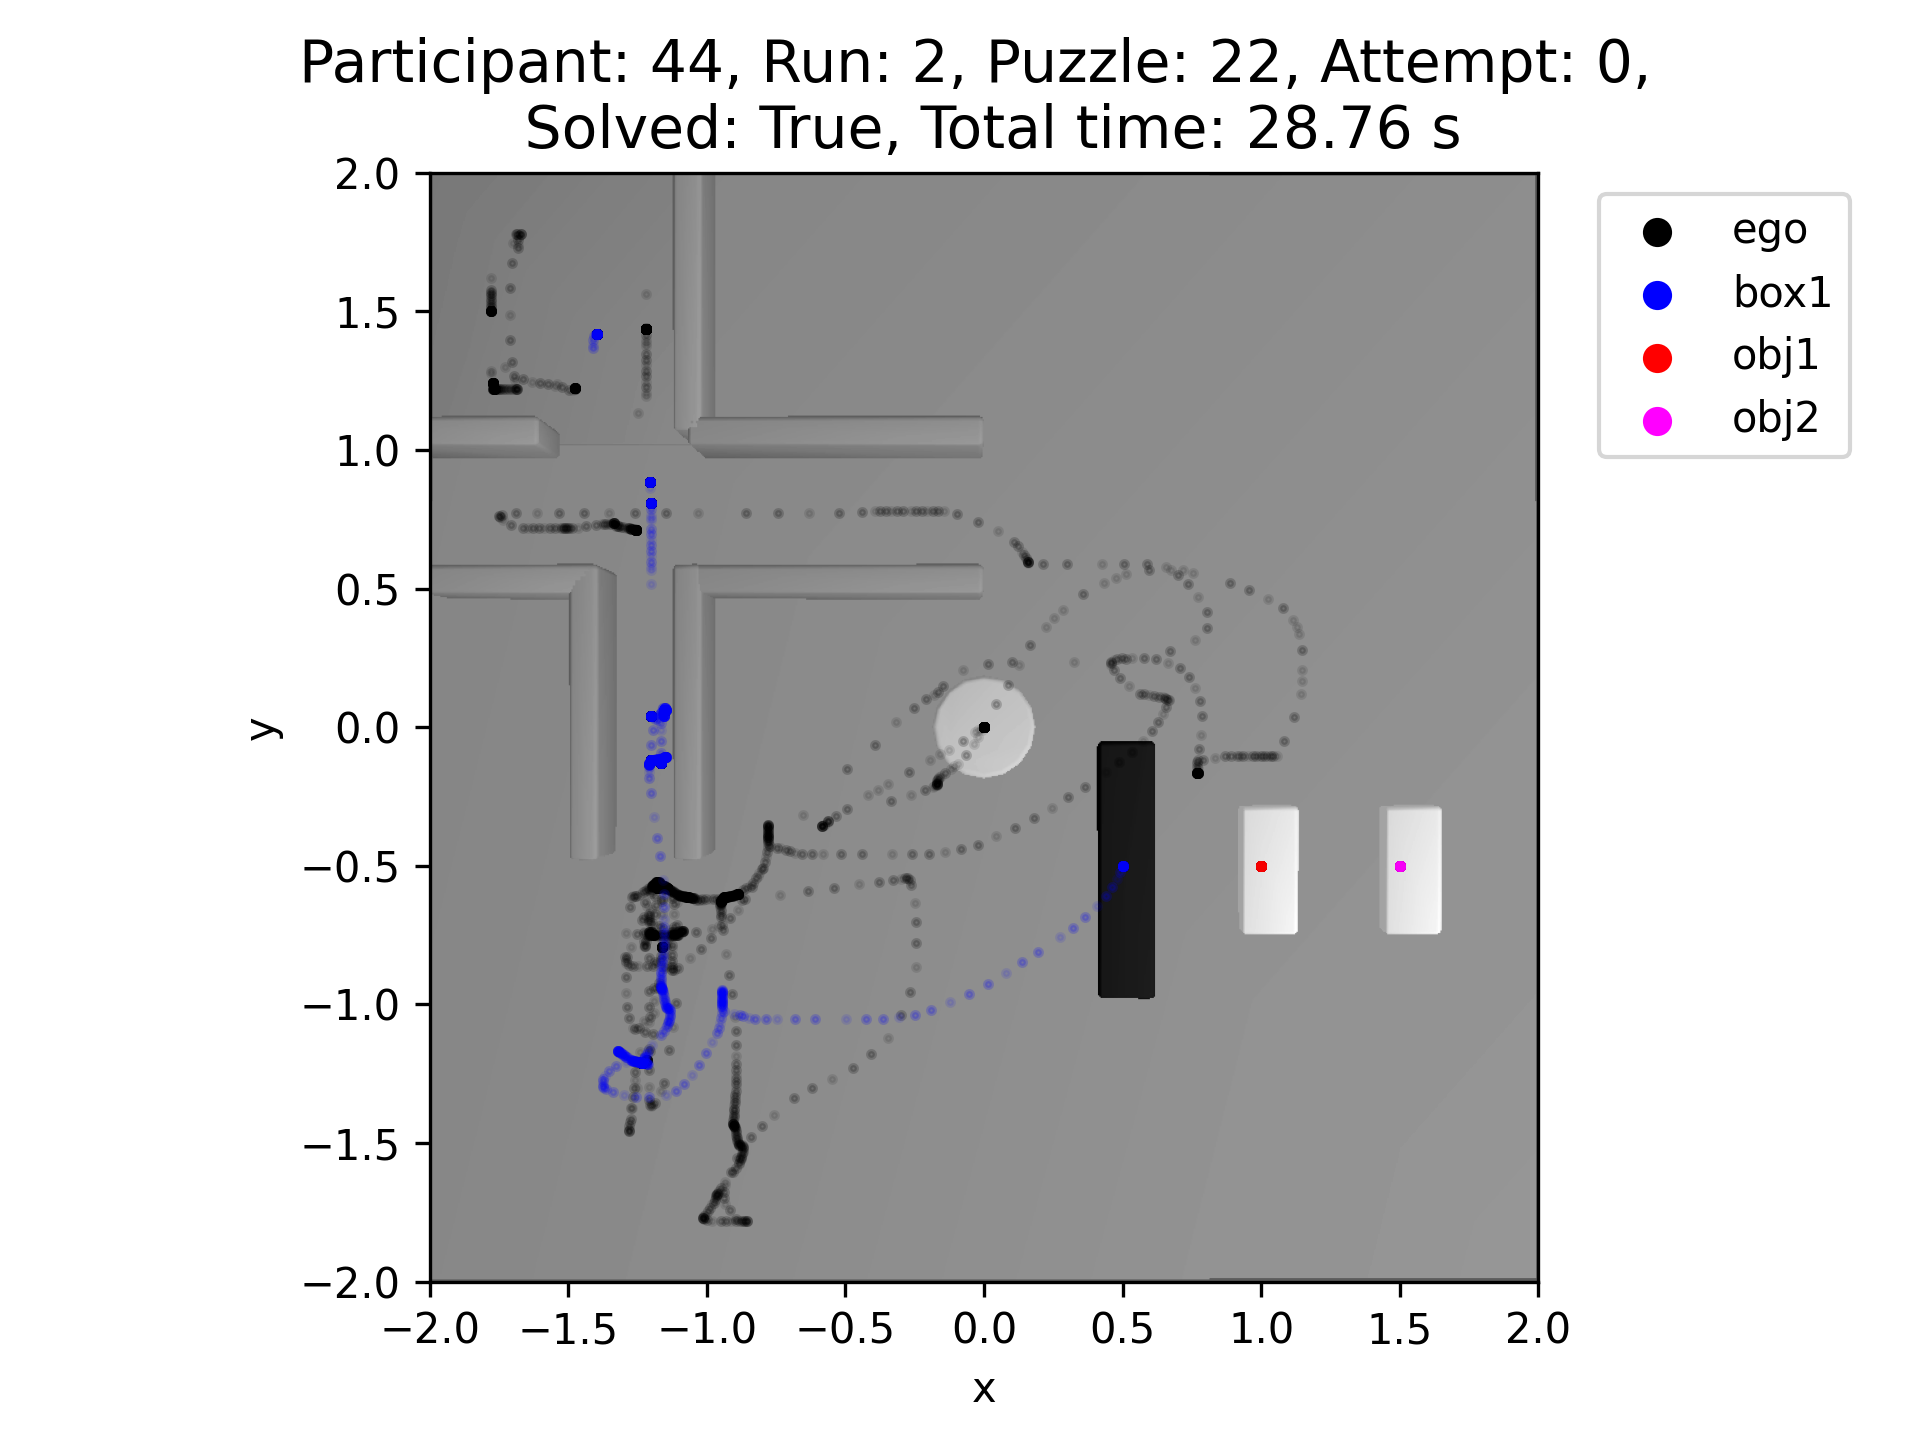 Participant: 44, Run: 2, Puzzle: 22, Attempt: 0,
Solved: True, Total time: 28.76 s
ego
box1
obj1
obj2
2.0
1.5
1.0
0.5
0.0
−0.5
−1.0
−1.5
−2.0
y
−2.0 −1.5 −1.0 −0.5 0.0 0.5 1.0 1.5 2.0
x